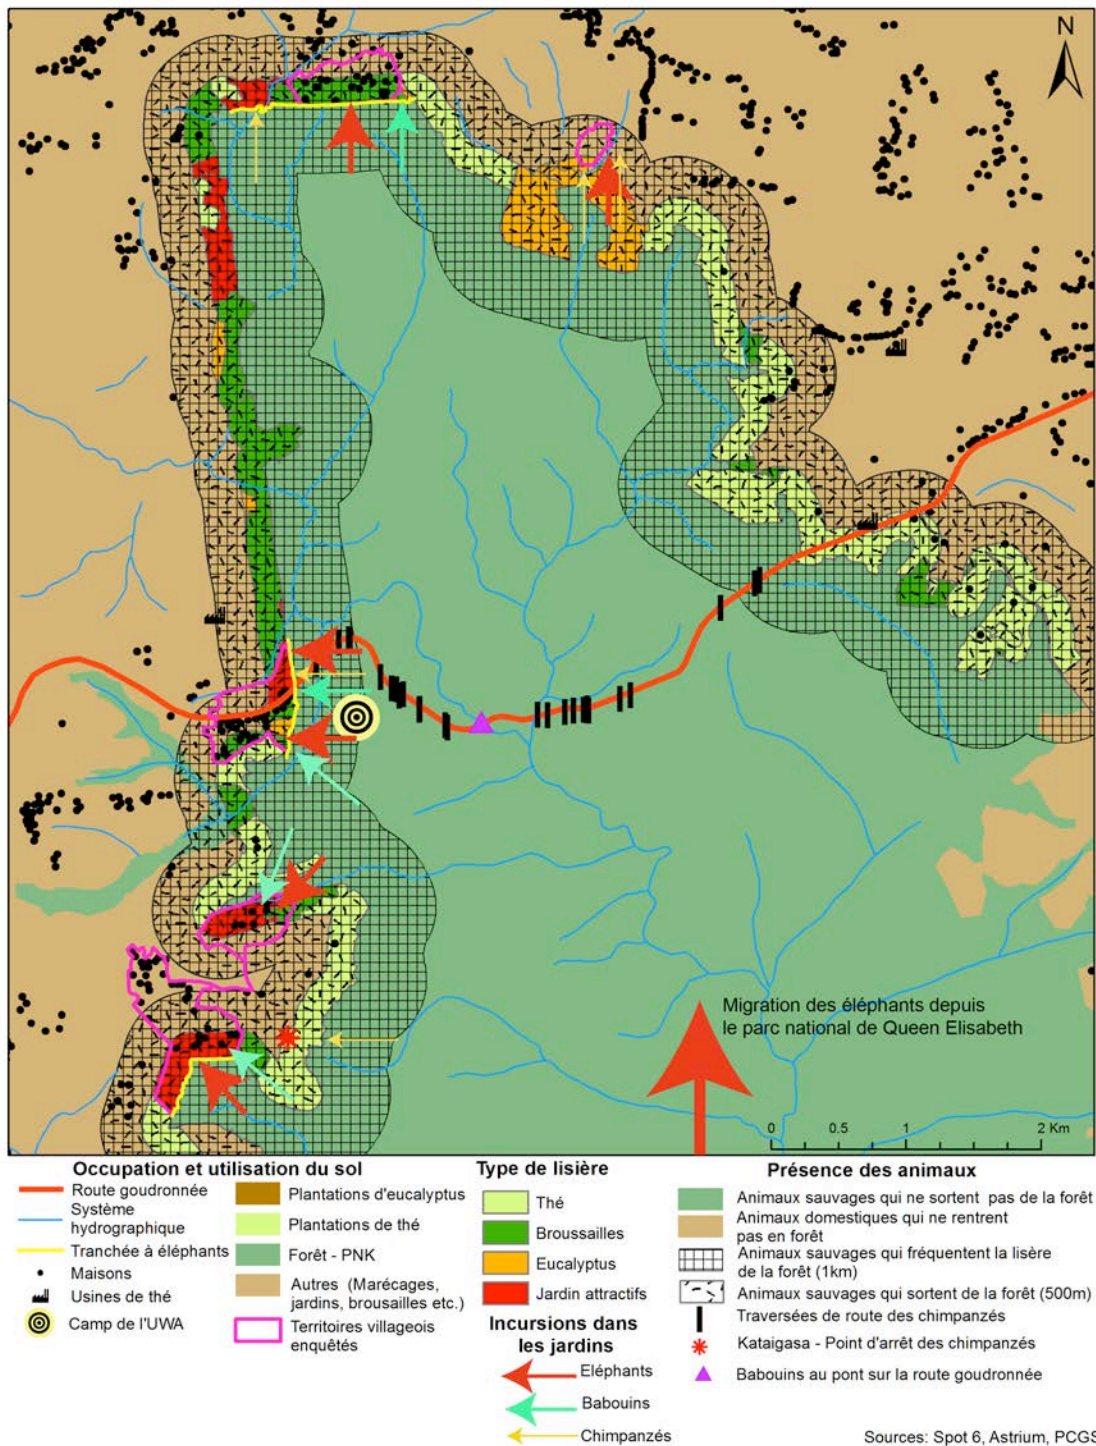 N
Migration des éléphants depuis
le parc national de Queen Elisabeth
0 0.5 1 2 Km
Occupation et utilisation du sol
Route goudronnée
Système
hydrographique
Tranchée à éléphants
Maisons
Usines de thé
Camp de l'UWA
Plantations d'eucalyptus
Plantations de thé
Forêt - PNK
Autres (Marécages,
jardins, brousailles etc.)
Territoires villageois
enquêtés
Type de lisière
Thé
Broussailles
Eucalyptus
Jardin attractifs
Incursions dans
les jardins
Eléphants
Babouins
Chimpanzés
Présence des animaux
Animaux sauvages qui ne sortent pas de la forêt
Animaux domestiques qui ne rentrent
pas en forêt
Animaux sauvages qui fréquentent la lisère
de la forêt (1km)
Animaux sauvages qui sortent de la forêt (500m)
Traversées de route des chimpanzés
Kataigasa - Point d'arrêt des chimpanzés
Babouins au pont sur la route goudronnée
Sources: Spot 6, Astrium, PCGS